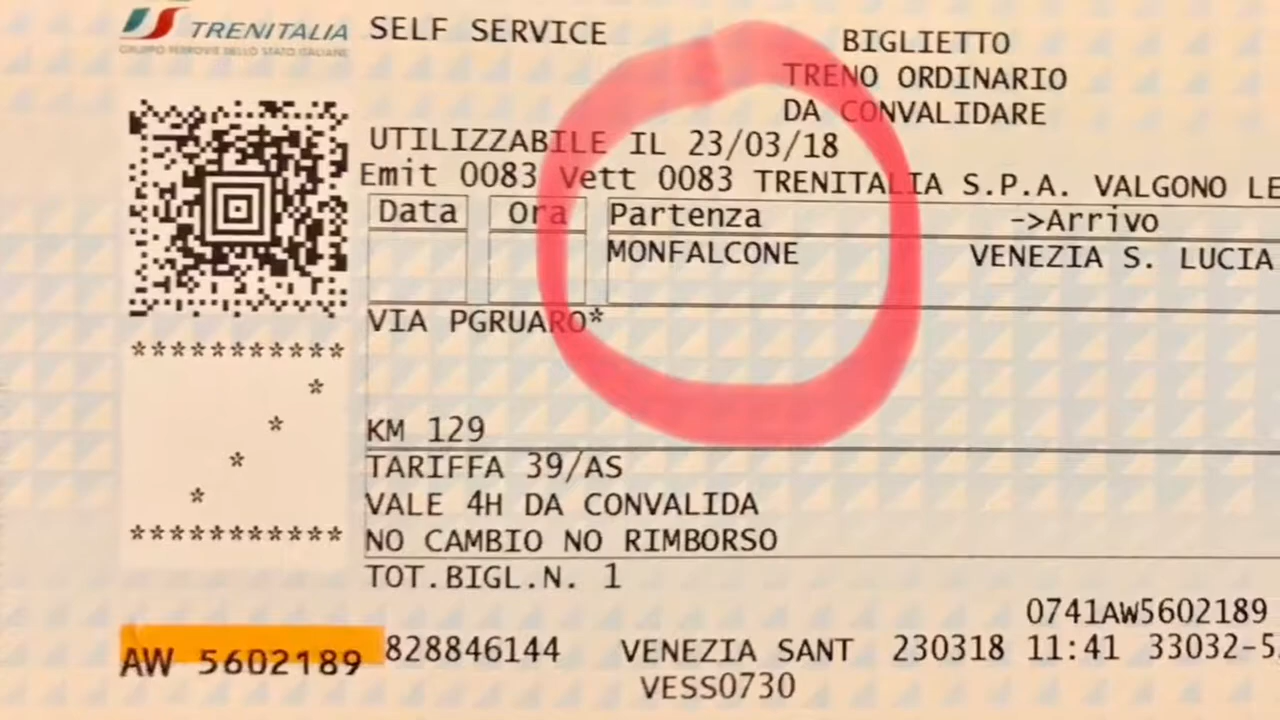 TRENITALIA
GRUPPO FERROVIE DELLO STATO ITALIANE
SELF SERVICE
BIGLIETTO
TRENO ORDINARIO
DA CONVALIDARE
UTILIZZABILE IL 23/03/18
Emit 0083 Vett 0083 TRENITALIA S.P.A. VALGONO LE
Data Ora Partenza ->Arrivo
MONFALCONE VENEZIA S. LUCIA
VIA PGRUARO*
***********
*
*
*
*
***********
KM 129
TARIFFA 39/AS
VALE 4H DA CONVALIDA
NO CAMBIO NO RIMBORSO
TOT.BIGL.N. 1
0741AW5602189
AW 5602189 828846144 VENEZIA SANT 230318 11:41 33032-5
VESS0730